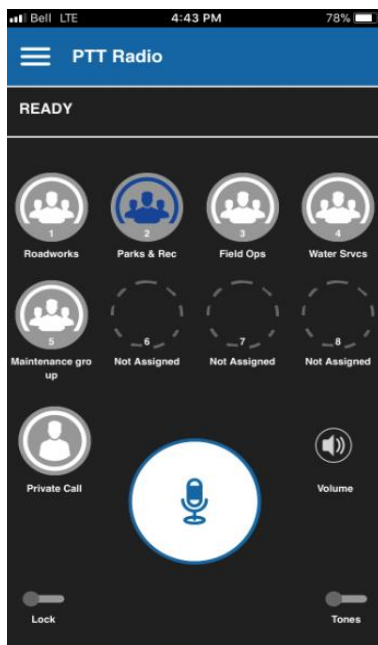 Bell LTE 4:43 PM 78%
PTT Radio
READY
1 2 3 4
Roadworks Parks & Rec Field Ops Water Srvcs
5 6 7 8
Maintenance gro Not Assigned Not Assigned Not Assigned
up
Private Call Volume
Lock Tones